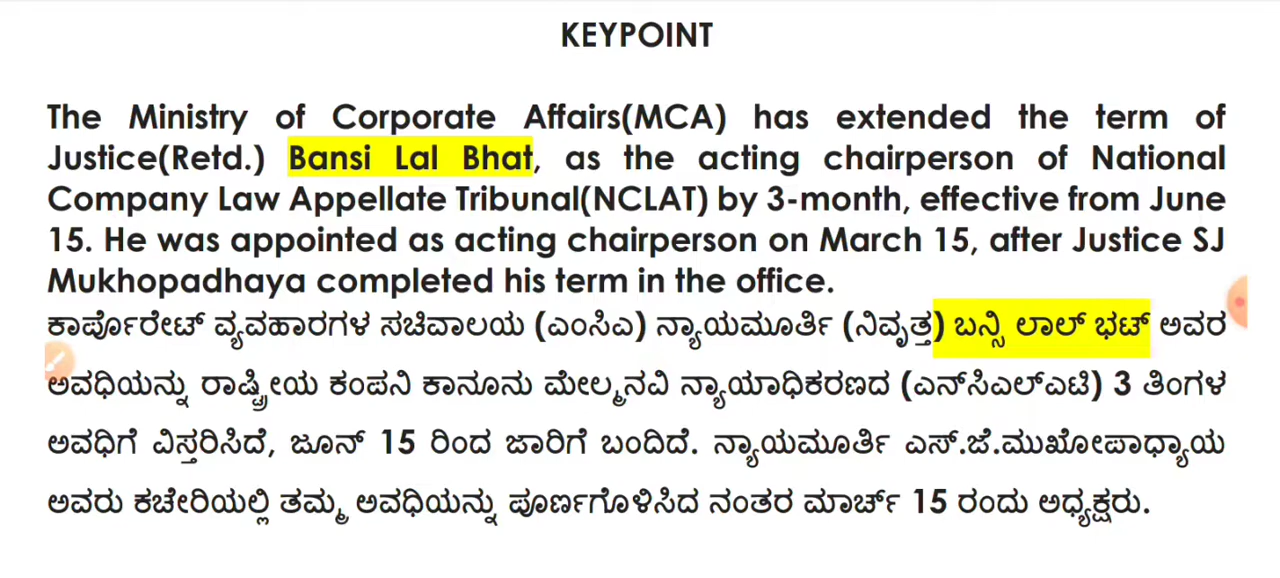 KEYPOINT
The Ministry of Corporate Affairs(MCA) has extended the term of
Justice(Retd.) Bansi Lal Bhat, as the acting chairperson of National
Company Law Appellate Tribunal(NCLAT) by 3-month, effective from June
15. He was appointed as acting chairperson on March 15, after Justice SJ
Mukhopadhaya completed his term in the office.
ಕಾರ್ಪೊರೇಟ್ ವ್ಯವಹಾರಗಳ ಸಚಿವಾಲಯ (ಎಂಸಿಎ) ನ್ಯಾಯಮೂರ್ತಿ (ನಿವೃತ್ತ) ಬನ್ಸಿ ಲಾಲ್ ಭಟ್ ಅವರ
ಅವಧಿಯನ್ನು ರಾಷ್ಟ್ರೀಯ ಕಂಪನಿ ಕಾನೂನು ಮೇಲ್ಮನವಿ ನ್ಯಾಯಾಧಿಕರಣದ (ಎನ್‌ಸಿಎಲ್‌ಎಟಿ) 3 ತಿಂಗಳ
ಅವಧಿಗೆ ವಿಸ್ತರಿಸಿದೆ, ಜೂನ್ 15 ರಿಂದ ಜಾರಿಗೆ ಬಂದಿದೆ. ನ್ಯಾಯಮೂರ್ತಿ ಎಸ್.ಜೆ.ಮುಖೋಪಾಧ್ಯಾಯ
ಅವರು ಕಚೇರಿಯಲ್ಲಿ ತಮ್ಮ ಅವಧಿಯನ್ನು ಪೂರ್ಣಗೊಳಿಸಿದ ನಂತರ ಮಾರ್ಚ್ 15 ರಂದು ಅಧ್ಯಕ್ಷರು.